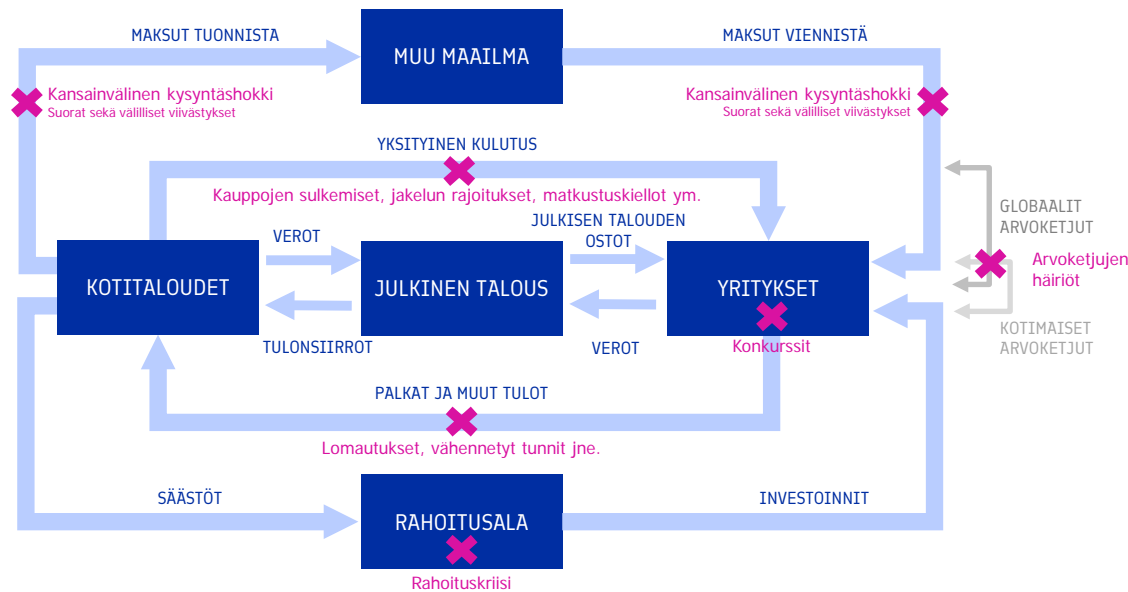 MAKSUT TUONNISTA
MUU MAAILMA
MAKSUT VIENNISTÄ
Kansainvälinen kysyntäshokki
Suorat sekä välilliset viivästykset
Kansainvälinen kysyntäshokki
Suorat sekä välilliset viivästykset
YKSITYINEN KULUTUS
Kauppojen sulkemiset, jakelun rajoitukset, matkustuskiellot ym.
GLOBAALIT
ARVOKETJUT
VEROT
JULKISEN TALOUDEN
OSTOT
Arvoketjujen
häiriöt
KOTITALOUDET
JULKINEN TALOUS
YRITYKSET
KOTIMAISET
ARVOKETJUT
TULONSIIRROT
VEROT
Konkurssit
PALKAT JA MUUT TULOT
Lomautukset, vähennetyt tunnit jne.
SÄÄSTÖT
RAHOITUSALA
INVESTOINNIT
Rahoituskriisi